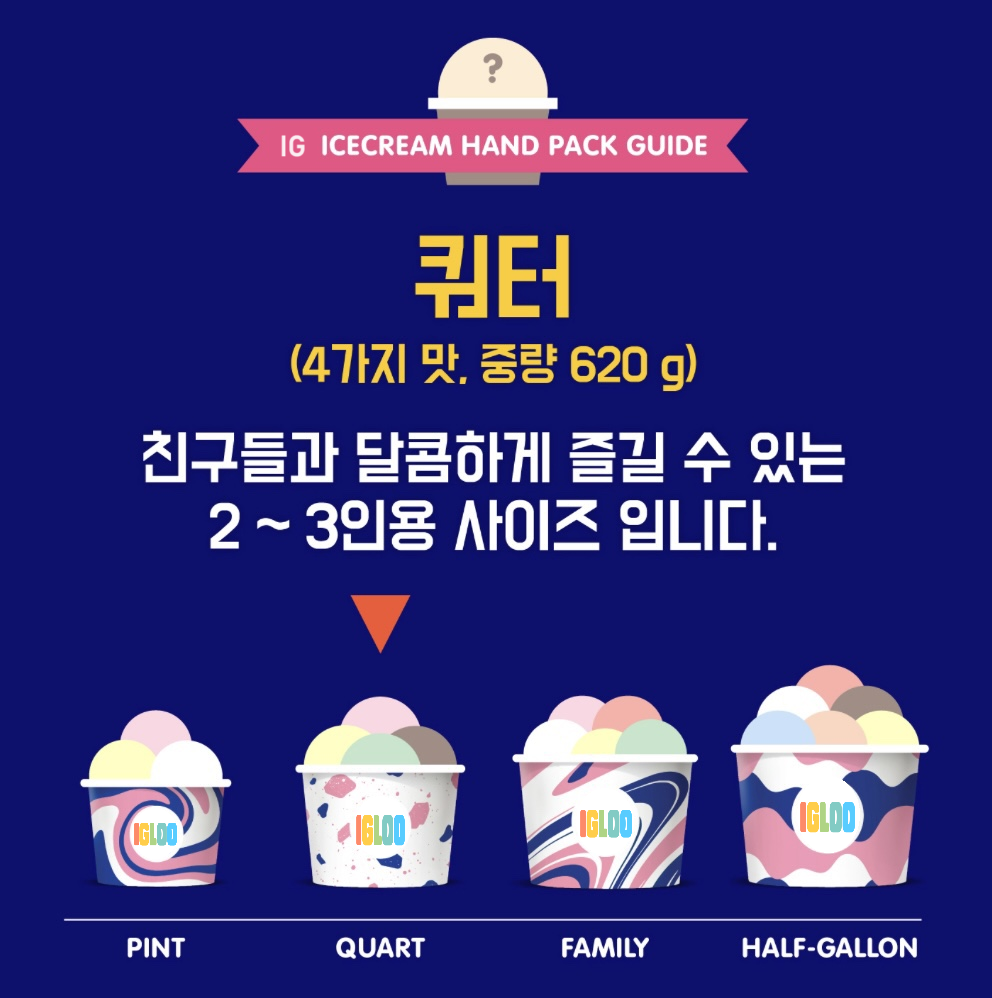 ?
IG ICECREAM HAND PACK GUIDE
쿼터
(4가지 맛, 중량 620 g)
친구들과 달콤하게 즐길 수 있는
2 ~ 3인용 사이즈 입니다.
IGLOO IGLOO IGLOO IGLOO
PINT QUART FAMILY HALF-GALLON